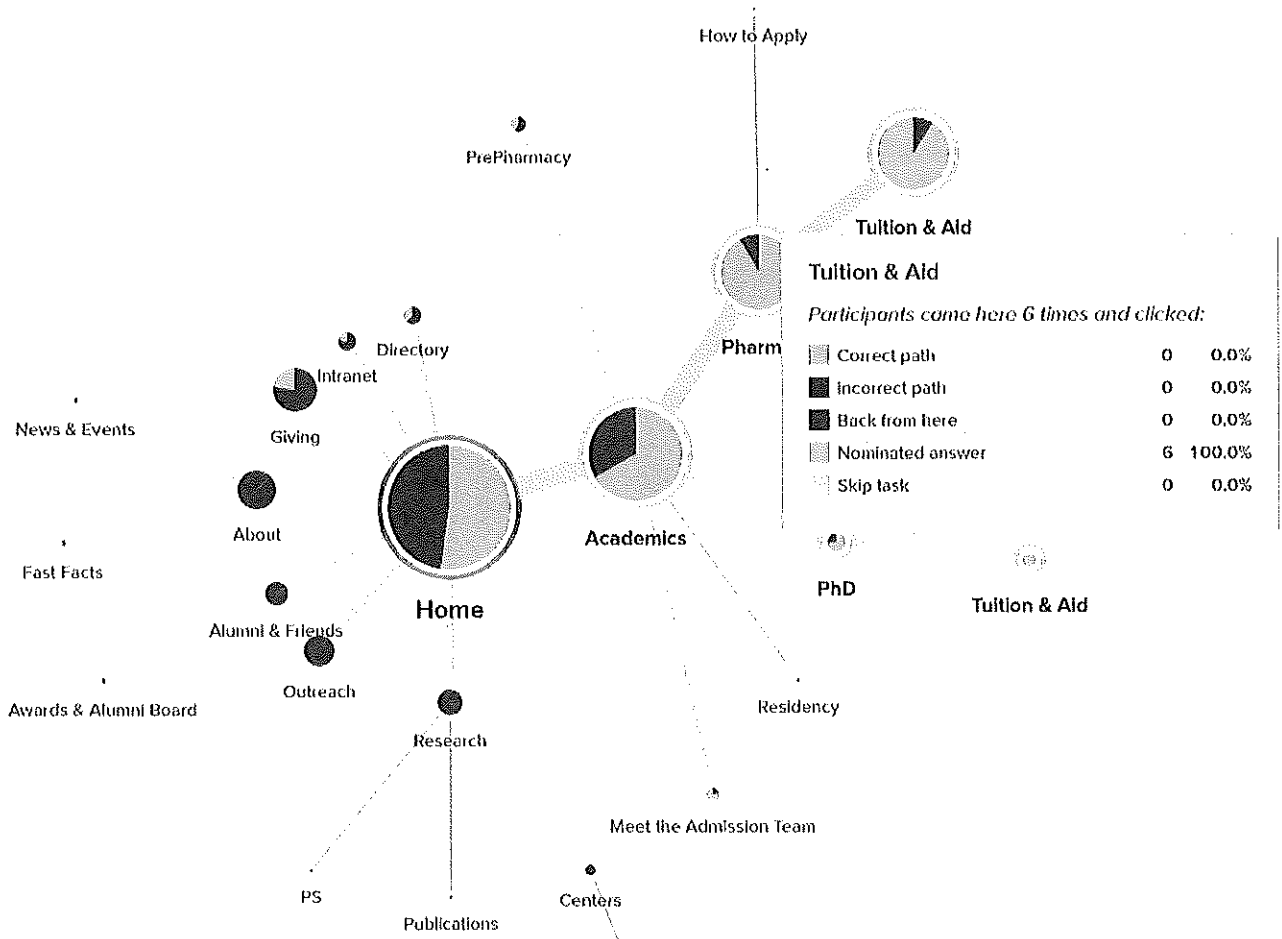 How to Apply
PrePharmacy
Tuition & Aid
Tuition & Aid
Participants came here 6 times and clicked:
Correct path 0 0.0%
Incorrect path 0 0.0%
Back from here 0 0.0%
Nominated answer 6 100.0%
Skip task 0 0.0%
Directory
Pharm
Intranet
Giving
News & Events
About
Academics
Fast Facts
PhD
Tuition & Aid
Home
Alumni & Friends
Outreach
Awards & Alumni Board
Residency
Research
Meet the Admission Team
PS
Centers
Publications